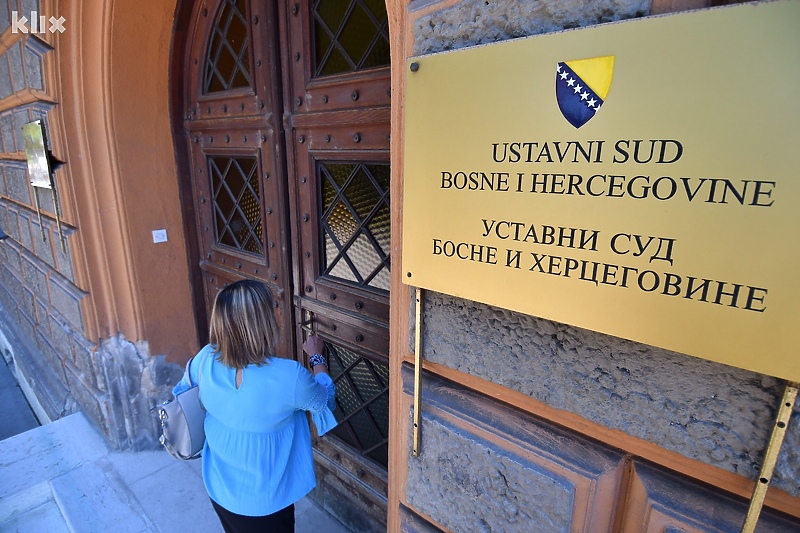 klix
USTAVNI SUD
BOSNE I HERCEGOVINE
УСТАВНИ СУД
БОСНЕ И ХЕРЦЕГОВИНЕ